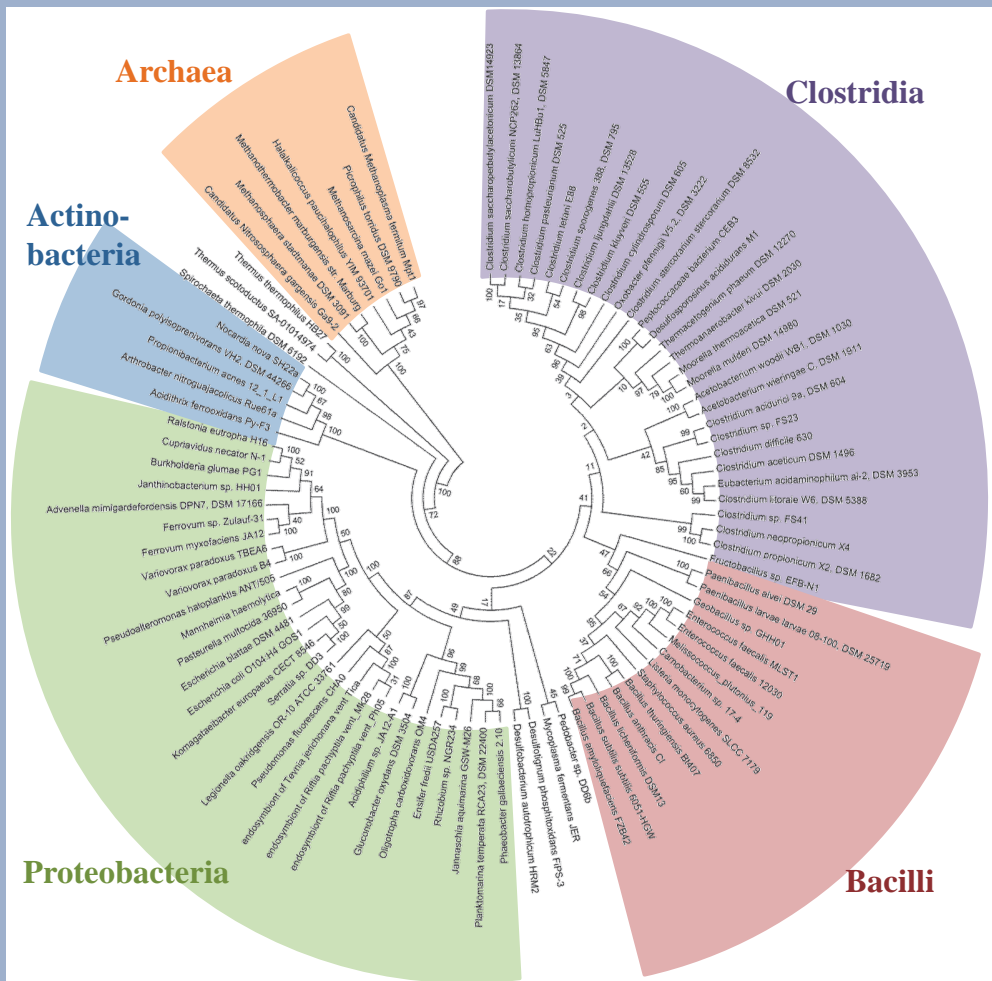 Archaea
Clostridia
Actino-
bacteria
Proteobacteria
Bacilli
Clostridium saccharoperbutylacetonicum DSM14923
Clostridium saccharobutylicum NCP262, DSM 13864
Clostridium homopropionicum LuHBu1, DSM 5847
Clostridium pasteurianum DSM 525
Clostridium tetani E88
Clostridium sporogenes 388, DSM 795
Clostridium ljungdahlii DSM 13528
Clostridium kluyveri DSM 555
Clostridium cylindrosporum DSM 605
Oxobacter pfennigii V5-2, DSM 3222
Clostridium stercorarium stercorarium DSM 8532
Peptococcaceae bacterium CEB3
Desulfosporosinus acididurans M1
Thermacetogenium phaeum DSM 12270
Thermoanaerobacter kivui DSM 2030
Moorella thermoacetica DSM 521
Moorella mulderi DSM 14980
Acetobacterium woodii WB1, DSM 1030
Acetobacterium wieringae C, DSM 1911
Clostridium acidurici 9a, DSM 604
Clostridium sp. FS23
Clostridium difficile 630
Clostridium aceticum DSM 1496
Eubacterium acidaminophilum al-2, DSM 3953
Clostridium litorale W6, DSM 5388
Clostridium sp. FS41
Clostridium neopropionicum X4
Clostridium propionicum X2, DSM 1682
Fructobacillus sp. EFB-N1
Paenibacillus alvei DSM 29
Paenibacillus larvae larvae 08-100, DSM 25719
Geobacillus sp. GHH01
Enterococcus faecalis MLST1
Enterococcus faecalis 12030
Melissococcus_plutonius_119
Carnobacterium sp. 17-4
Listeria monocytogenes SLCC 7179
Staphylococcus aureus 6850
Bacillus thuringiensis Bt407
Bacillus anthracis CI
Bacillus licheniformis DSM13
Bacillus subtilis subtilis 6051-HGW
Bacillus amyloliquefaciens FZB42
Pedobacter sp. DD6b
Mycoplasma fermentans JER
Desulfotignum phosphitoxidans FiPS-3
Desulfobacterium autotrophicum HRM2
Phaeobacter gallaeciensis 2.10
Planktomarina temperata RCA23, DSM 22400
Jannaschia aquimarina GSW-M26
Rhizobium sp. NGR234
Ensifer fredii USDA257
Oligotropha carboxidovorans OM4
Gluconobacter oxydans DSM 3504
Acidiphilium sp. JA12-A1
endosymbiont of Riftia pachyptila vent_Ph05
endosymbiont of Riftia pachyptila vent_Mk28
endosymbiont of Tevnia jerichonana vent Tica
Pseudomonas fluorescens CHA0
Legionella oakridgensis OR-10 ATCC 33761
Serratia sp. DD3
Komagataeibacter europaeus CECT 8546
Escherichia coli O104:H4 GOS1
Escherichia blattae DSM 4481
Pasteurella multocida 36950
Mannheimia haemolytica
Pseudoalteromonas haloplanktis ANT/505
Variovorax paradoxus B4
Variovorax paradoxus TBEA6
Ferrovum myxofaciens JA12
Ferrovum sp. Zulauf-31
Advenella mimigardefordensis DPN7, DSM 17166
Janthinobacterium sp. HH01
Burkholderia glumae PG1
Cupriavidus necator N-1
Ralstonia eutropha H16
Acidithrix ferrooxidans Py-F3
Arthrobacter nitroguajacolicus Rue61a
Propionibacterium acnes 12_1_L1
Gordonia polyisoprenivorans VH2, DSM 44266
Nocardia nova SH22a
Spirochaeta thermophila DSM 6192
Thermus scotoductus SA-01014974
Thermus thermophilus HB27
Candidatus Nitrososphaera gargensis Ga9-2
Methanosphaera stadtmanae DSM 3091
Methanothermobacter marburgensis str. Marburg
Halalkalicoccus paucihalophilus YIM 93701
Methanosarcina mazei Go1
Picrophilus torridus DSM 9790
Candidatus Methanoplasma termitum Mpt1